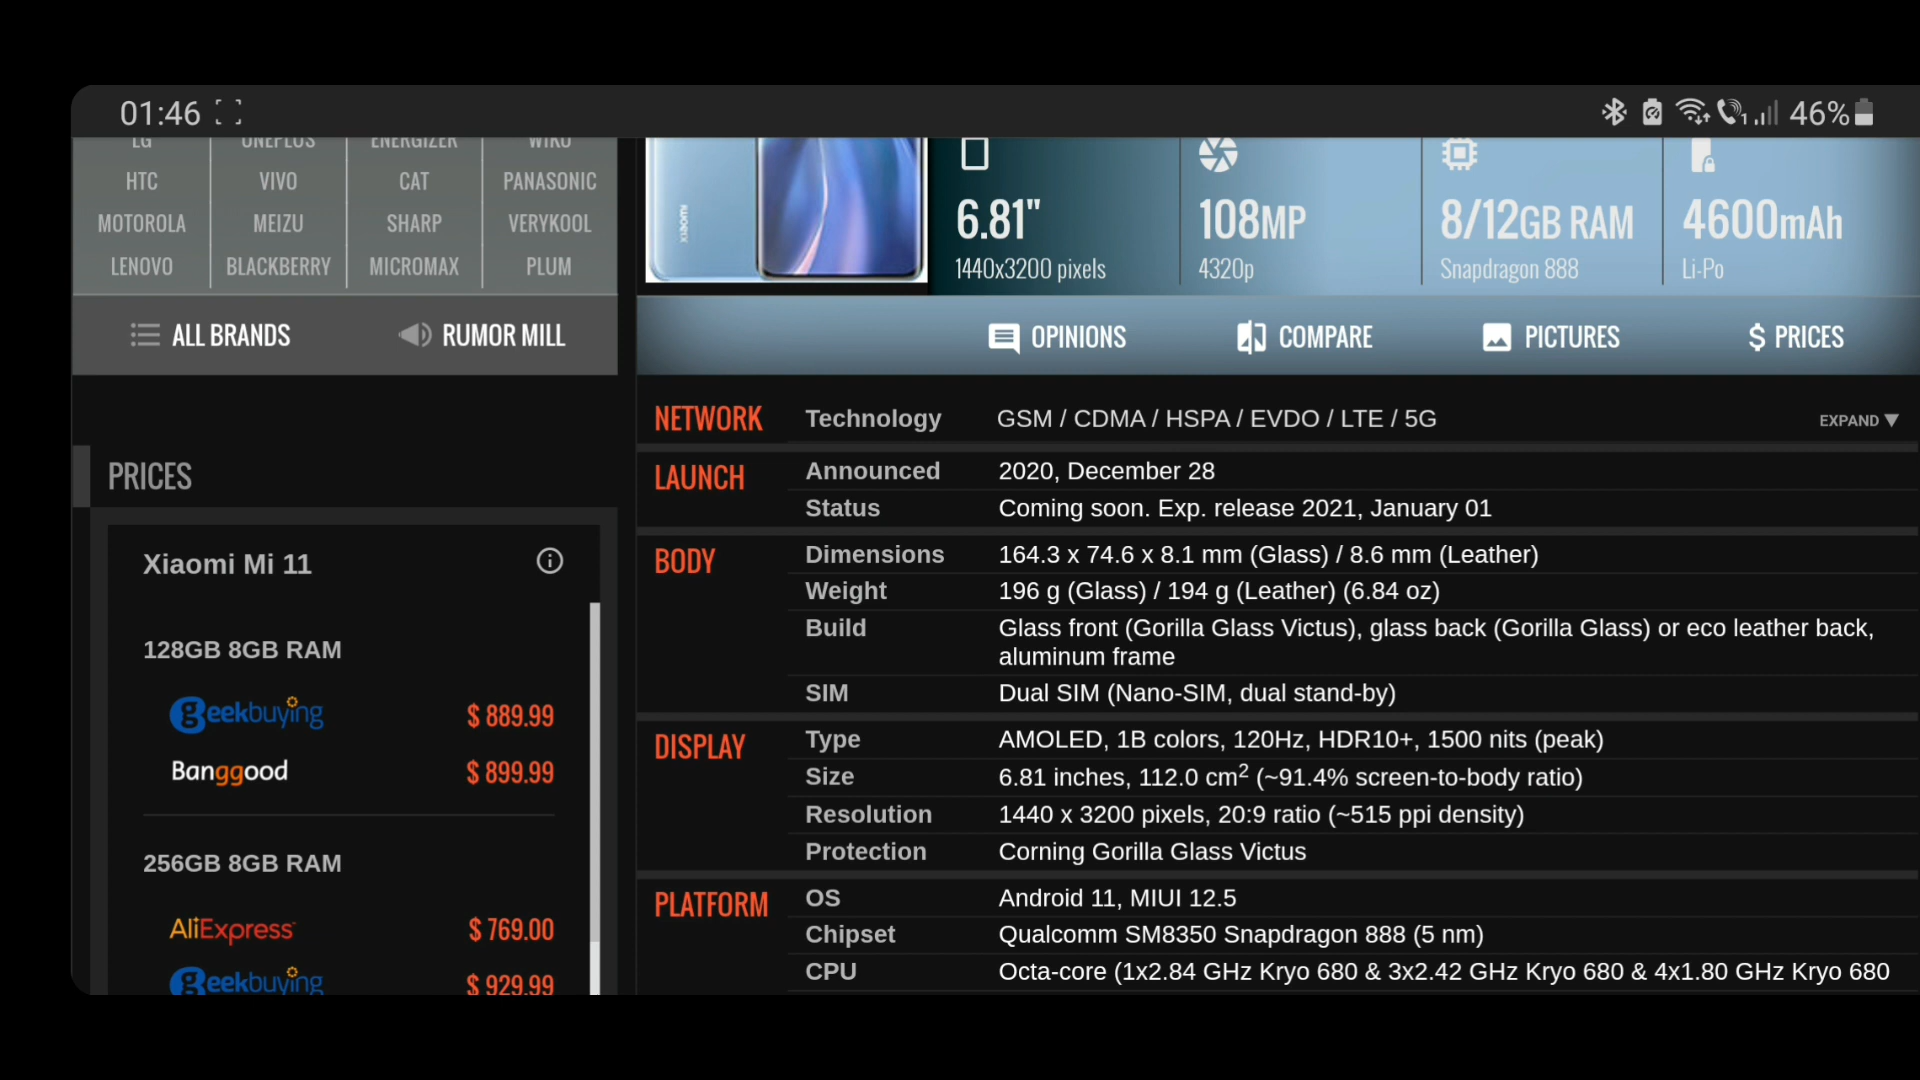 01:46
46%
LG ONEPLUS ENERGIZER WIKO
HTC VIVO CAT PANASONIC
MOTOROLA MEIZU SHARP VERYKOOL
LENOVO BLACKBERRY MICROMAX PLUM
ALL BRANDS RUMOR MILL
PRICES
Xiaomi Mi 11
128GB 8GB RAM
geekbuying $ 889.99
Banggood $ 899.99
256GB 8GB RAM
AliExpress $ 769.00
geekbuying $ 929.99
XIAOMI
6.81" 108MP 8/12GB RAM 4600mAh
1440x3200 pixels 4320p Snapdragon 888 Li-Po
OPINIONS COMPARE PICTURES $ PRICES
NETWORK Technology GSM / CDMA / HSPA / EVDO / LTE / 5G EXPAND ▼
LAUNCH Announced 2020, December 28
Status Coming soon. Exp. release 2021, January 01
BODY Dimensions 164.3 x 74.6 x 8.1 mm (Glass) / 8.6 mm (Leather)
Weight 196 g (Glass) / 194 g (Leather) (6.84 oz)
Build Glass front (Gorilla Glass Victus), glass back (Gorilla Glass) or eco leather back,
aluminum frame
SIM Dual SIM (Nano-SIM, dual stand-by)
DISPLAY Type AMOLED, 1B colors, 120Hz, HDR10+, 1500 nits (peak)
Size 6.81 inches, 112.0 cm2 (~91.4% screen-to-body ratio)
Resolution 1440 x 3200 pixels, 20:9 ratio (~515 ppi density)
Protection Corning Gorilla Glass Victus
PLATFORM OS Android 11, MIUI 12.5
Chipset Qualcomm SM8350 Snapdragon 888 (5 nm)
CPU Octa-core (1x2.84 GHz Kryo 680 & 3x2.42 GHz Kryo 680 & 4x1.80 GHz Kryo 680